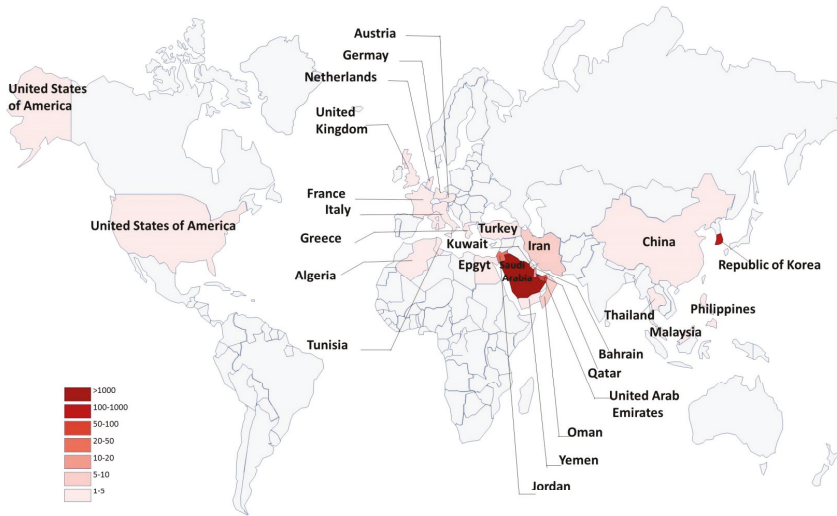 Austria
Germay
Netherlands
United States
of America
United
Kingdom
France
Italy
United States of America
Turkey
Greece
Kuwait
Iran
China
Algeria
Epgyt
Saudi
Arabia
Republic of Korea
Thailand
Philippines
Malaysia
Tunisia
Bahrain
Qatar
United Arab
Emirates
Oman
Yemen
Jordan
>1000
100-1000
50-100
20-50
10-20
5-10
1-5